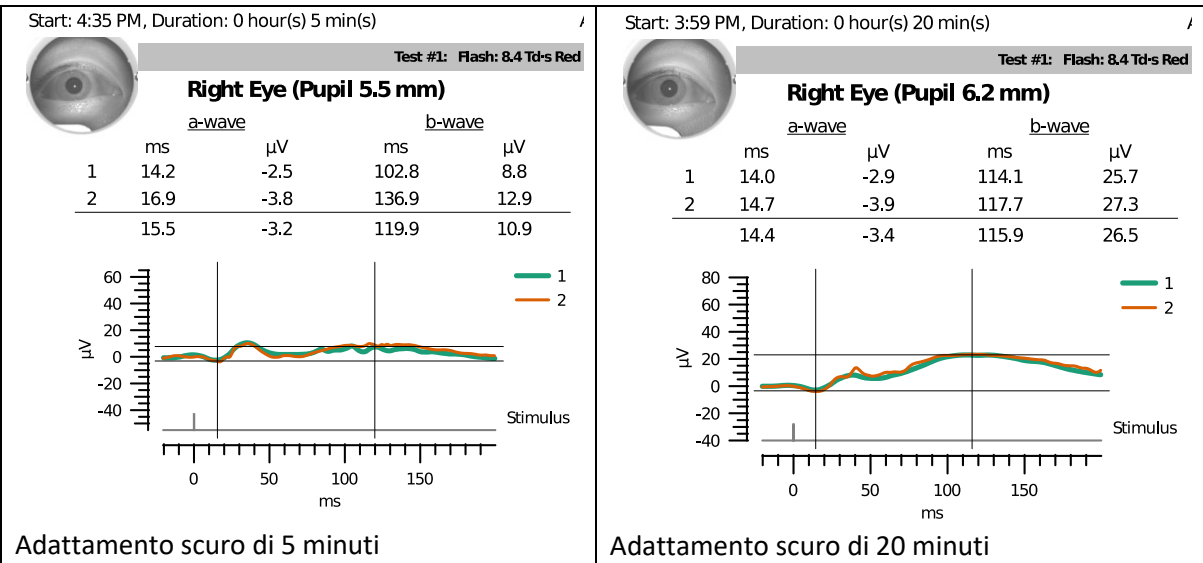 Start: 4:35 PM, Duration: 0 hour(s) 5 min(s)
Test #1: Flash: 8.4 Td·s Red
Right Eye (Pupil 5.5 mm)
a-wave b-wave
ms µV ms µV
1 14.2 -2.5 102.8 8.8
2 16.9 -3.8 136.9 12.9
15.5 -3.2 119.9 10.9
60
40
20
0
-20
-40
µV
1
2
Stimulus
0 50 100 150
ms
Adattamento scuro di 5 minuti
Start: 3:59 PM, Duration: 0 hour(s) 20 min(s)
Test #1: Flash: 8.4 Td·s Red
Right Eye (Pupil 6.2 mm)
a-wave b-wave
ms µV ms µV
1 14.0 -2.9 114.1 25.7
2 14.7 -3.9 117.7 27.3
14.4 -3.4 115.9 26.5
80
60
40
20
0
-20
-40
µV
1
2
Stimulus
0 50 100 150
ms
Adattamento scuro di 20 minuti